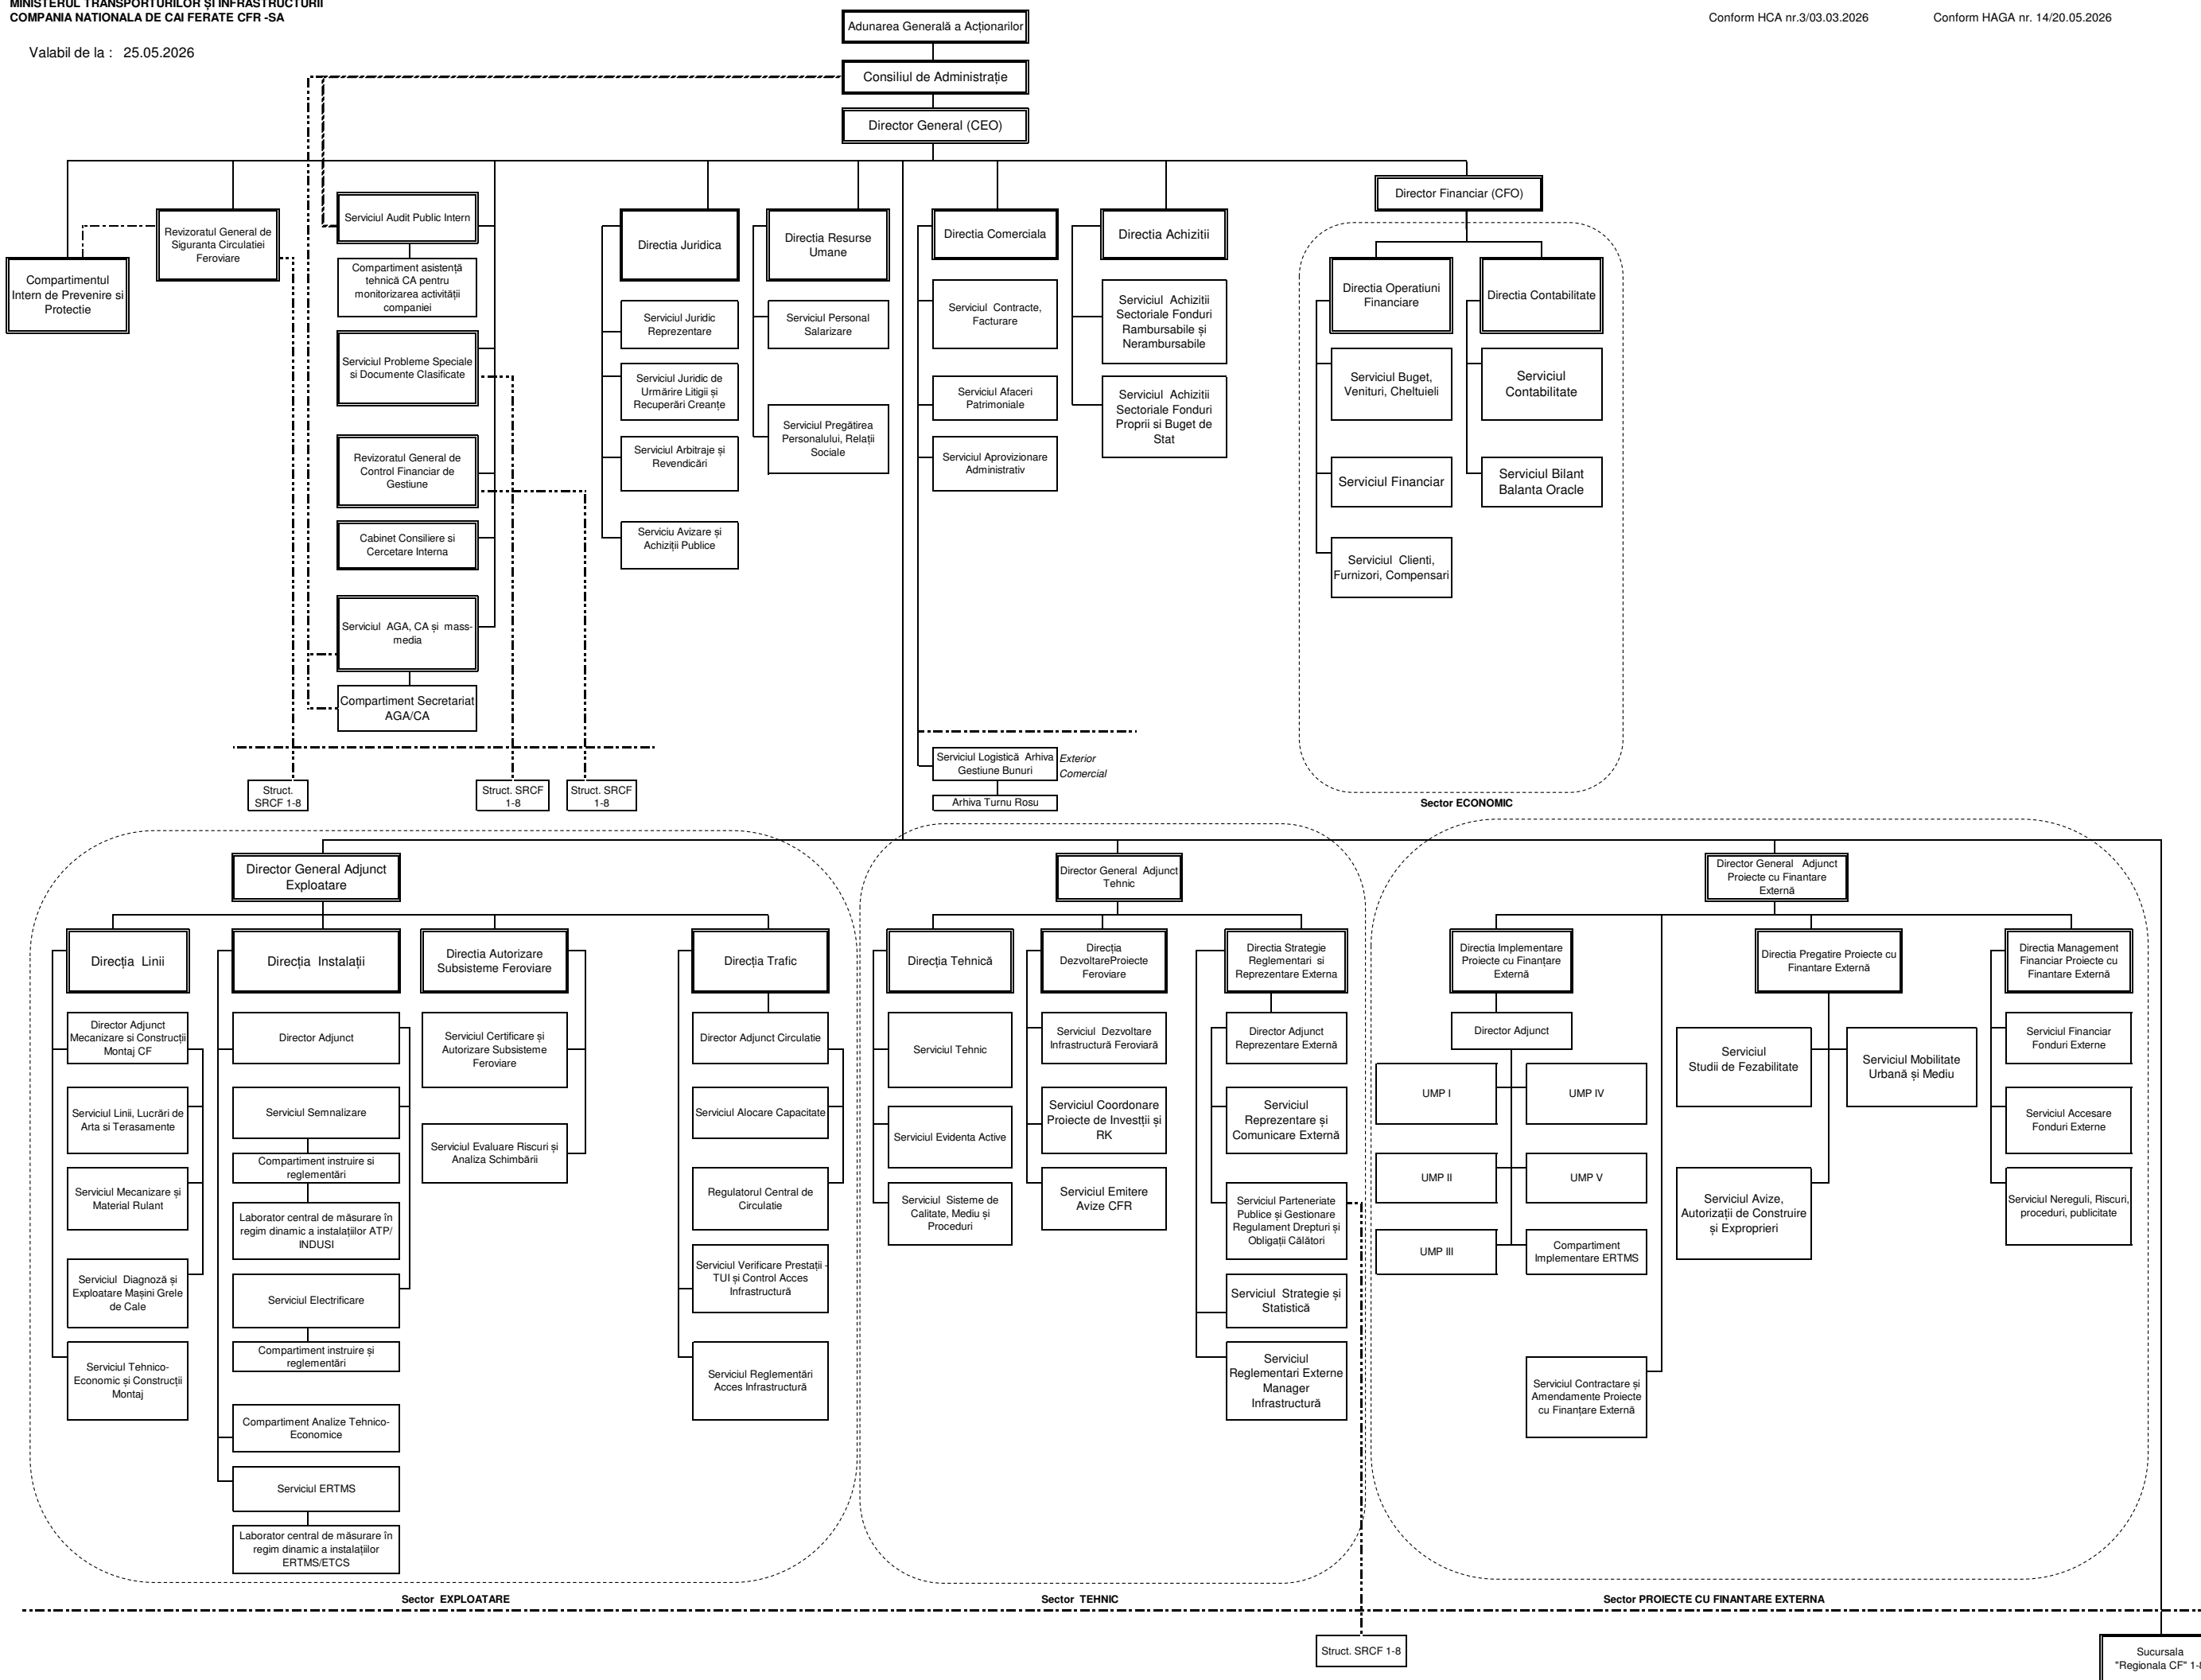 MINISTERUL TRANSPORTURILOR ȘI INFRASTRUCTURII
COMPANIA NATIONALA DE CAI FERATE CFR -SA
Conform HCA nr.3/03.03.2026
Conform HAGA nr. 14/20.05.2026
Valabil de la : 25.05.2026
Adunarea Generală a Acționarilor
Consiliul de Administrație
Director General (CEO)
Compartimentul
Intern de Prevenire si
Protectie
Revizoratul General de
Siguranta Circulatiei
Feroviare
Serviciul Audit Public Intern
Compartiment asistență
tehnică CA pentru
monitorizarea activității
companiei
Serviciul Probleme Speciale
si Documente Clasificate
Revizoratul General de
Control Financiar de
Gestiune
Cabinet Consiliere si
Cercetare Interna
Serviciul AGA, CA și mass-
media
Compartiment Secretariat
AGA/CA
Struct.
SRCF 1-8
Struct. SRCF
1-8
Struct. SRCF
1-8
Directia Juridica
Serviciul Juridic
Reprezentare
Serviciul Juridic de
Urmărire Litigii și
Recuperări Creanțe
Serviciul Arbitraje și
Revendicări
Serviciu Avizare și
Achiziții Publice
Directia Resurse
Umane
Serviciul Personal
Salarizare
Serviciul Pregătirea
Personalului, Relații
Sociale
Directia Comerciala
Serviciul Contracte,
Facturare
Serviciul Afaceri
Patrimoniale
Serviciul Aprovizionare
Administrativ
Serviciul Logistică Arhiva
Gestiune Bunuri
Exterior
Comercial
Arhiva Turnu Rosu
Directia Achizitii
Serviciul Achizitii
Sectoriale Fonduri
Rambursabile și
Nerambursabile
Serviciul Achizitii
Sectoriale Fonduri
Proprii si Buget de
Stat
Director Financiar (CFO)
Directia Operatiuni
Financiare
Serviciul Buget,
Venituri, Cheltuieli
Serviciul Financiar
Serviciul Clienti,
Furnizori, Compensari
Directia Contabilitate
Serviciul
Contabilitate
Serviciul Bilant
Balanta Oracle
Sector ECONOMIC
Director General Adjunct
Exploatare
Direcția Linii
Director Adjunct
Mecanizare si Construcții
Montaj CF
Serviciul Linii, Lucrări de
Arta si Terasamente
Serviciul Mecanizare și
Material Rulant
Serviciul Diagnoză și
Exploatare Mașini Grele
de Cale
Serviciul Tehnico-
Economic și Construcții
Montaj
Direcția Instalații
Director Adjunct
Serviciul Semnalizare
Compartiment instruire si
reglementări
Laborator central de măsurare în
regim dinamic a instalațiilor ATP/
INDUSI
Serviciul Electrificare
Compartiment instruire și
reglementări
Compartiment Analize Tehnico-
Economice
Serviciul ERTMS
Laborator central de măsurare în
regim dinamic a instalațiilor
ERTMS/ETCS
Directia Autorizare
Subsisteme Feroviare
Serviciul Certificare și
Autorizare Subsisteme
Feroviare
Serviciul Evaluare Riscuri și
Analiza Schimbării
Direcția Trafic
Director Adjunct Circulatie
Serviciul Alocare Capacitate
Regulatorul Central de
Circulatie
Serviciul Verificare Prestații -
TUI și Control Acces
Infrastructură
Serviciul Reglementări
Acces Infrastructură
Sector EXPLOATARE
Director General Adjunct
Tehnic
Direcția Tehnică
Serviciul Tehnic
Serviciul Evidenta Active
Serviciul Sisteme de
Calitate, Mediu și
Proceduri
Direcția
DezvoltareProiecte
Feroviare
Serviciul Dezvoltare
Infrastructură Feroviară
Serviciul Coordonare
Proiecte de Investții și
RK
Serviciul Emitere
Avize CFR
Directia Strategie
Reglementari si
Reprezentare Externa
Director Adjunct
Reprezentare Externă
Serviciul
Reprezentare și
Comunicare Externă
Serviciul Parteneriate
Publice și Gestionare
Regulament Drepturi și
Obligații Călători
Serviciul Strategie și
Statistică
Serviciul
Reglementari Externe
Manager
Infrastructură
Sector TEHNIC
Struct. SRCF 1-8
Director General Adjunct
Proiecte cu Finantare
Externă
Directia Implementare
Proiecte cu Finanțare
Externă
Director Adjunct
UMP I
UMP IV
UMP II
UMP V
UMP III
Compartiment
Implementare ERTMS
Serviciul Contractare și
Amendamente Proiecte
cu Finanțare Externă
Directia Pregatire Proiecte cu
Finantare Externă
Serviciul
Studii de Fezabilitate
Serviciul Mobilitate
Urbană și Mediu
Serviciul Avize,
Autorizații de Construire
și Exproprieri
Directia Management
Financiar Proiecte cu
Finantare Externă
Serviciul Financiar
Fonduri Externe
Serviciul Accesare
Fonduri Externe
Serviciul Nereguli, Riscuri,
proceduri, publicitate
Sector PROIECTE CU FINANTARE EXTERNA
Sucursala
"Regionala CF" 1-8